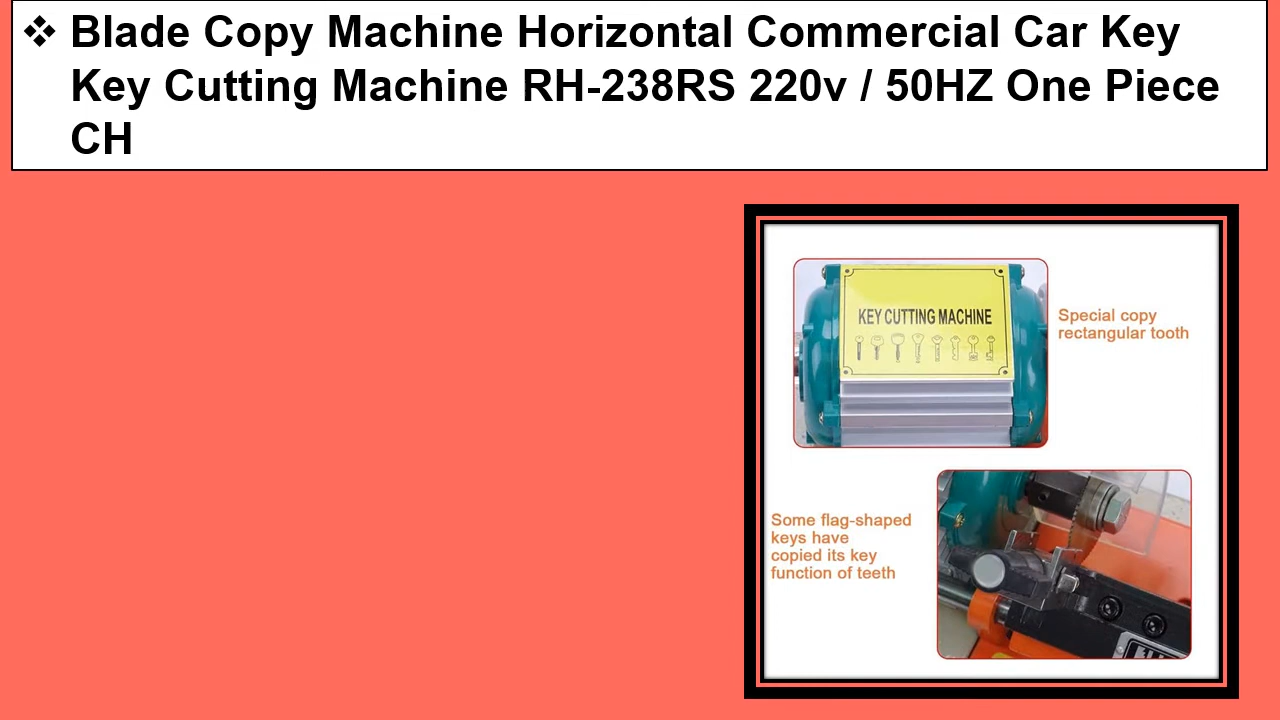 ❖ Blade Copy Machine Horizontal Commercial Car Key
Key Cutting Machine RH-238RS 220v / 50HZ One Piece
CH
KEY CUTTING MACHINE
Special copy
rectangular tooth
Some flag-shaped
keys have
copied its key
function of teeth